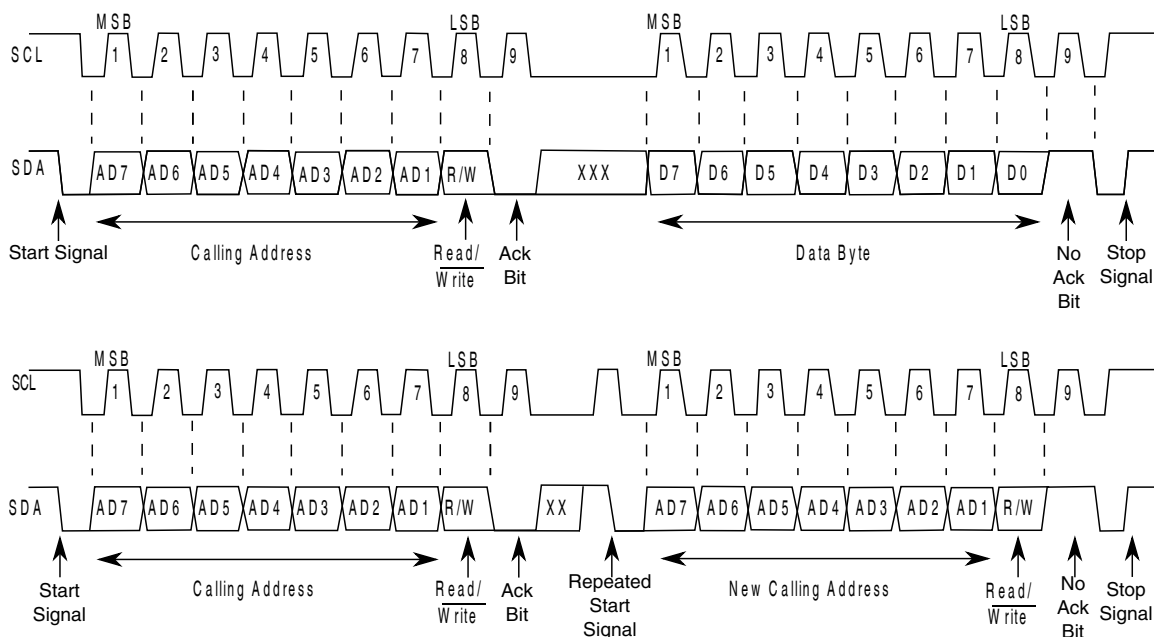 MSB LSB MSB LSB
SCL 1 2 3 4 5 6 7 8 9 1 2 3 4 5 6 7 8 9
SDA AD7 AD6 AD5 AD4 AD3 AD2 AD1 R/W XXX D7 D6 D5 D4 D3 D2 D1 D0
Start Signal Calling Address Read/ Ack Data Byte No Stop
Write Bit Ack Signal
Bit
MSB LSB MSB LSB
SCL 1 2 3 4 5 6 7 8 9 1 2 3 4 5 6 7 8 9
SDA AD7 AD6 AD5 AD4 AD3 AD2 AD1 R/W XX AD7 AD6 AD5 AD4 AD3 AD2 AD1 R/W
Start Calling Address Read/ Ack Repeated New Calling Address Read/ No Stop
Signal Write Bit Start Write Ack Signal
Signal Bit